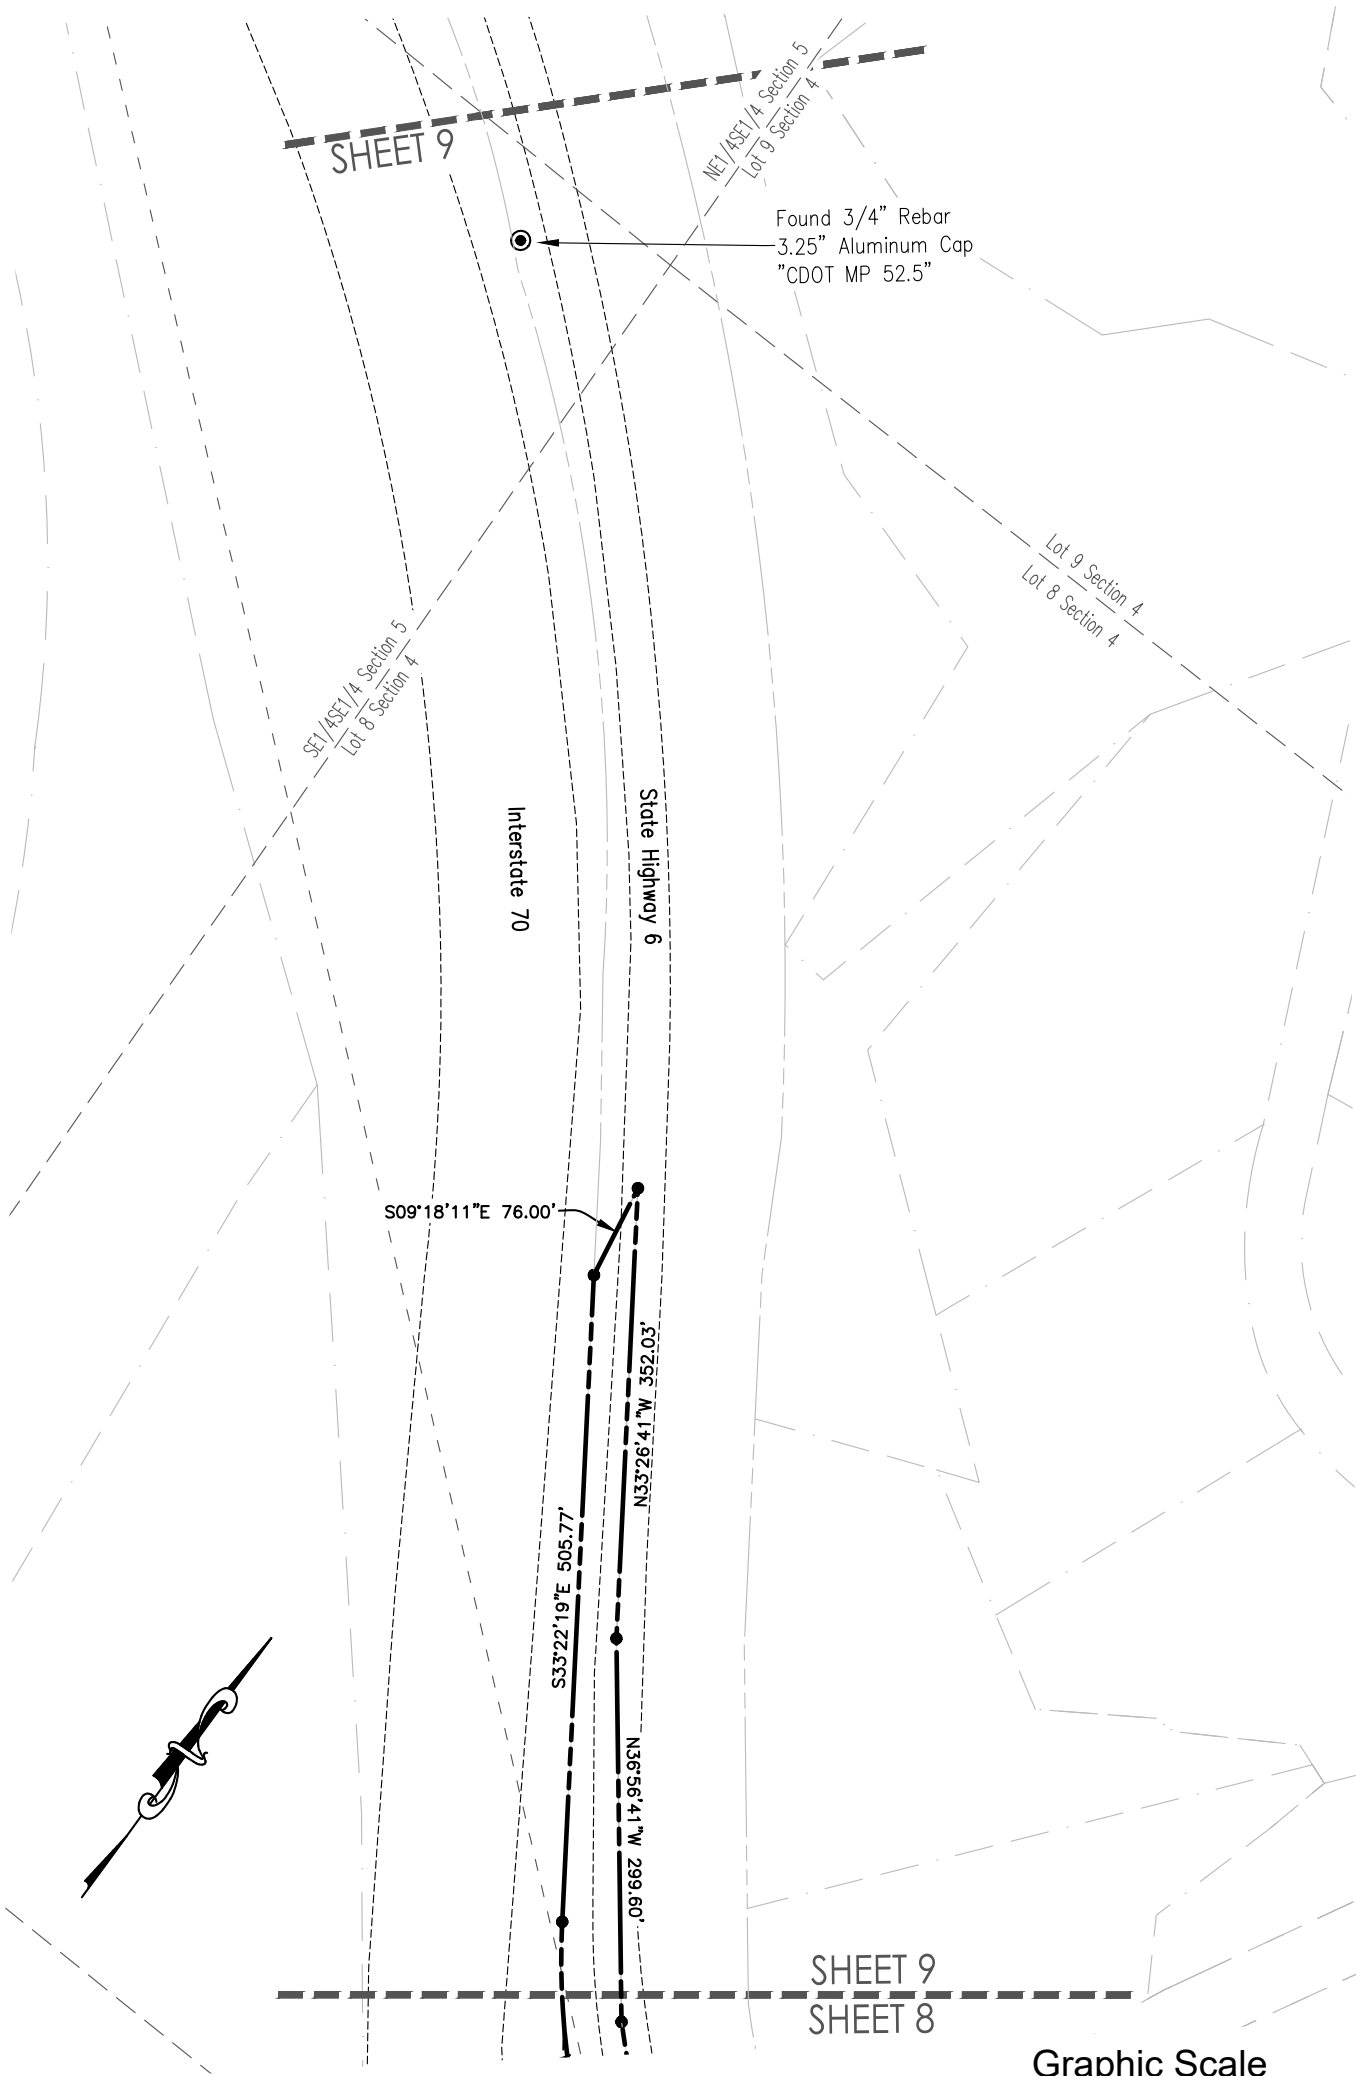 SHEET 9
NE1/4SE1/4 Section 5
Lot 9 Section 4
Found 3/4" Rebar
3.25" Aluminum Cap
"CDOT MP 52.5"
Lot 9 Section 4
Lot 8 Section 4
SE1/4SE1/4 Section 5
Lot 8 Section 4
Interstate 70
State Highway 6
S09°18'11"E 76.00'
N33°26'41"W 352.03'
S33°22'19"E 505.77'
N36°56'41"W 299.60'
SHEET 9
SHEET 8
Graphic Scale